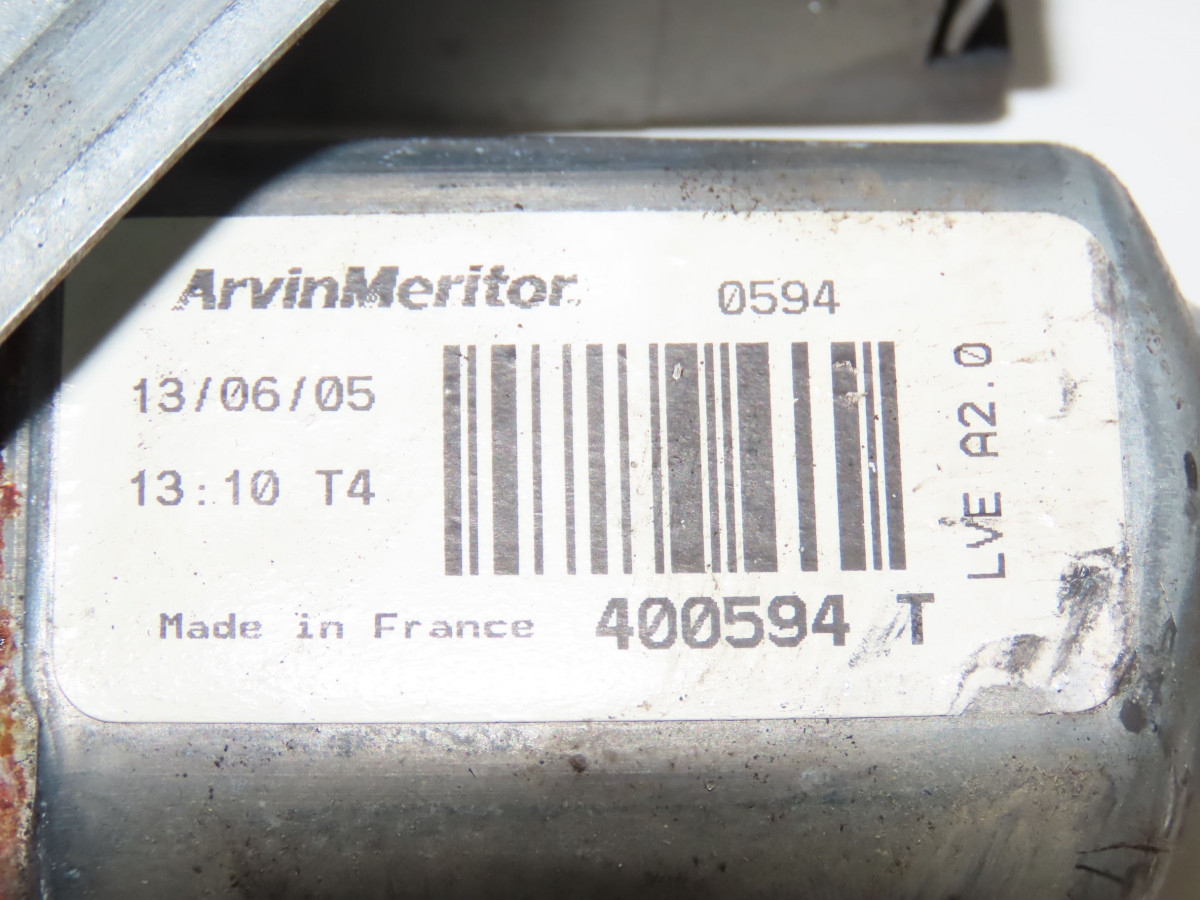 ArvinMeritor
0594
13/06/05
13:10 T4
LVE A2.0
Made in France
400594 T